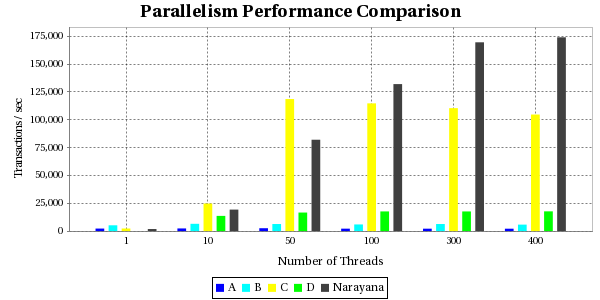 Parallelism Performance Comparison
175,000
150,000
125,000
100,000
75,000
50,000
25,000
0
Transactions / sec
1 10 50 100 300 400
Number of Threads
A B C D Narayana